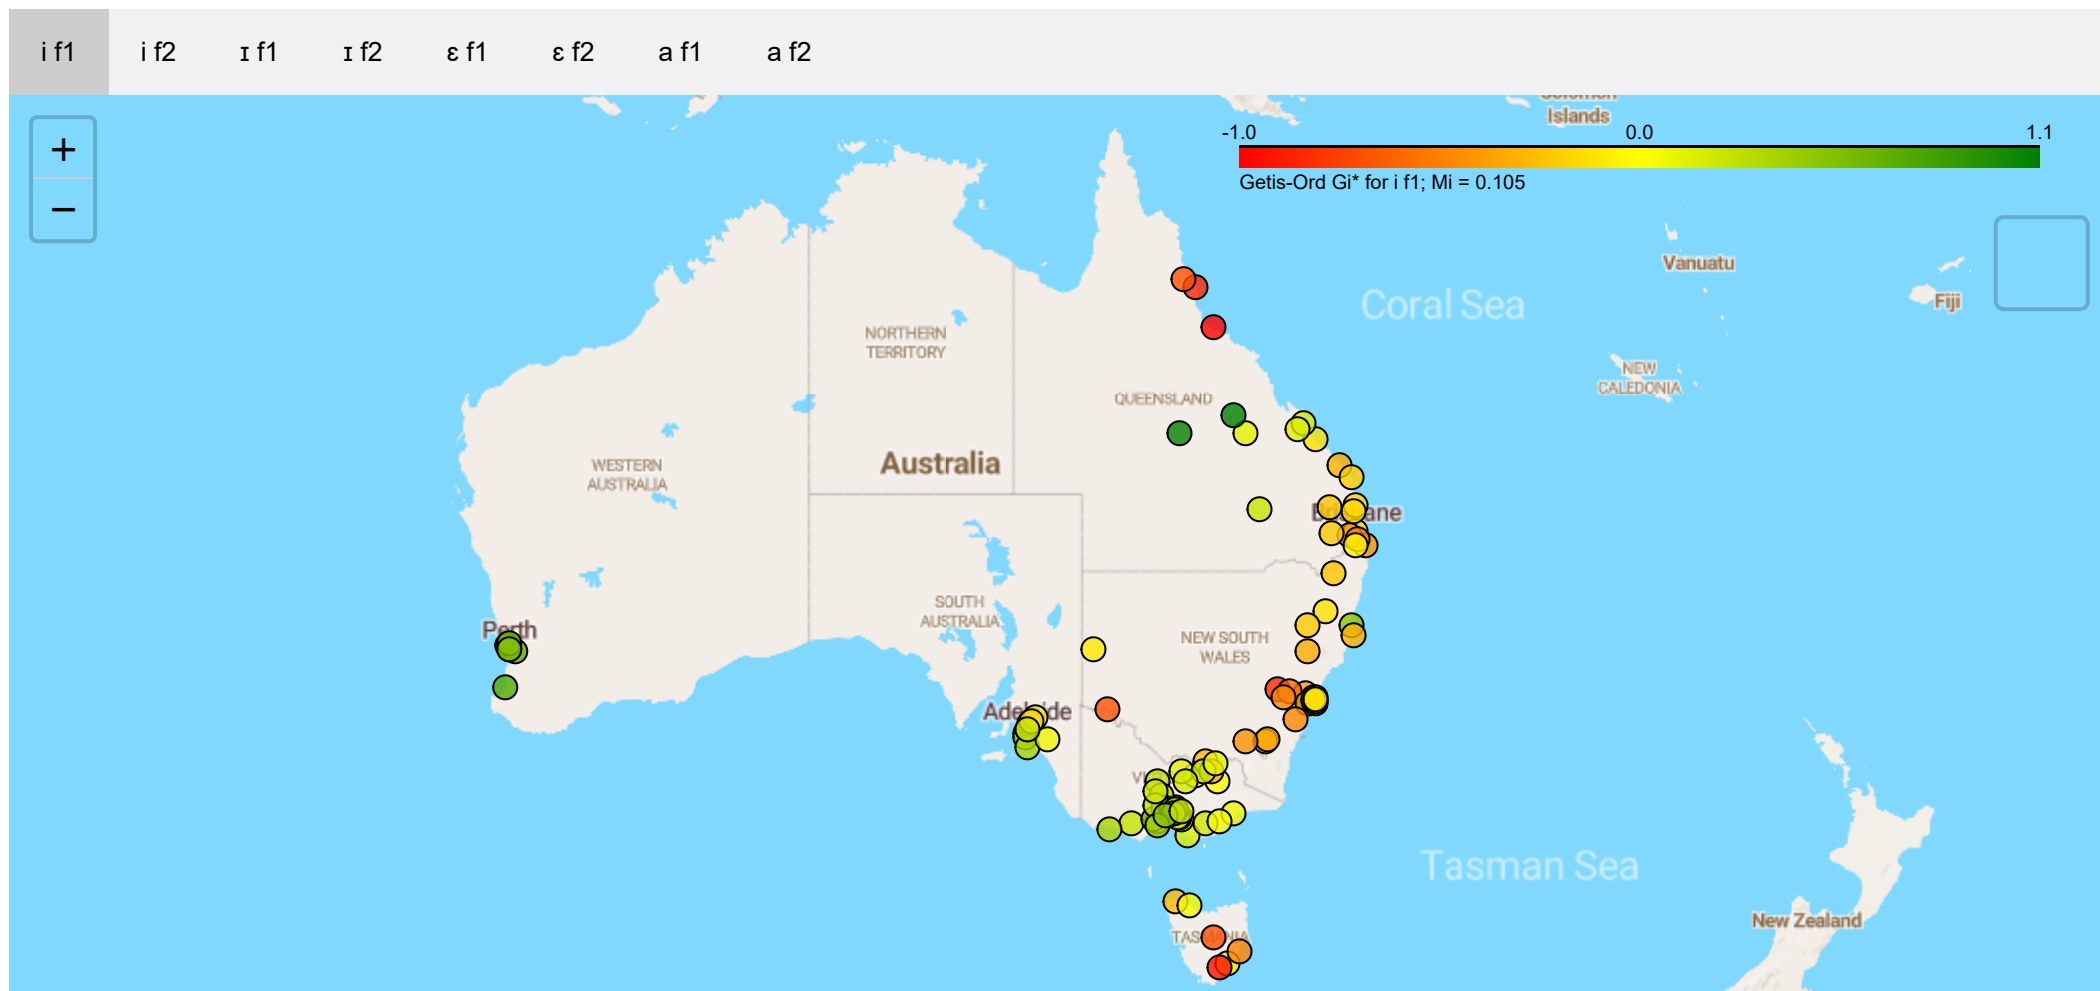 i f1 i f2 ɪ f1 ɪ f2 ɛ f1 ɛ f2 a f1 a f2
+
−
Solomon
Islands
-1.0 0.0 1.1
Getis-Ord Gi* for i f1; Mi = 0.105
Vanuatu
Coral Sea
Fiji
NORTHERN
TERRITORY
NEW
CALEDONIA
QUEENSLAND
Australia
WESTERN
AUSTRALIA
SOUTH
AUSTRALIA
Perth
NEW SOUTH
WALES
Tasman Sea
New Zealand